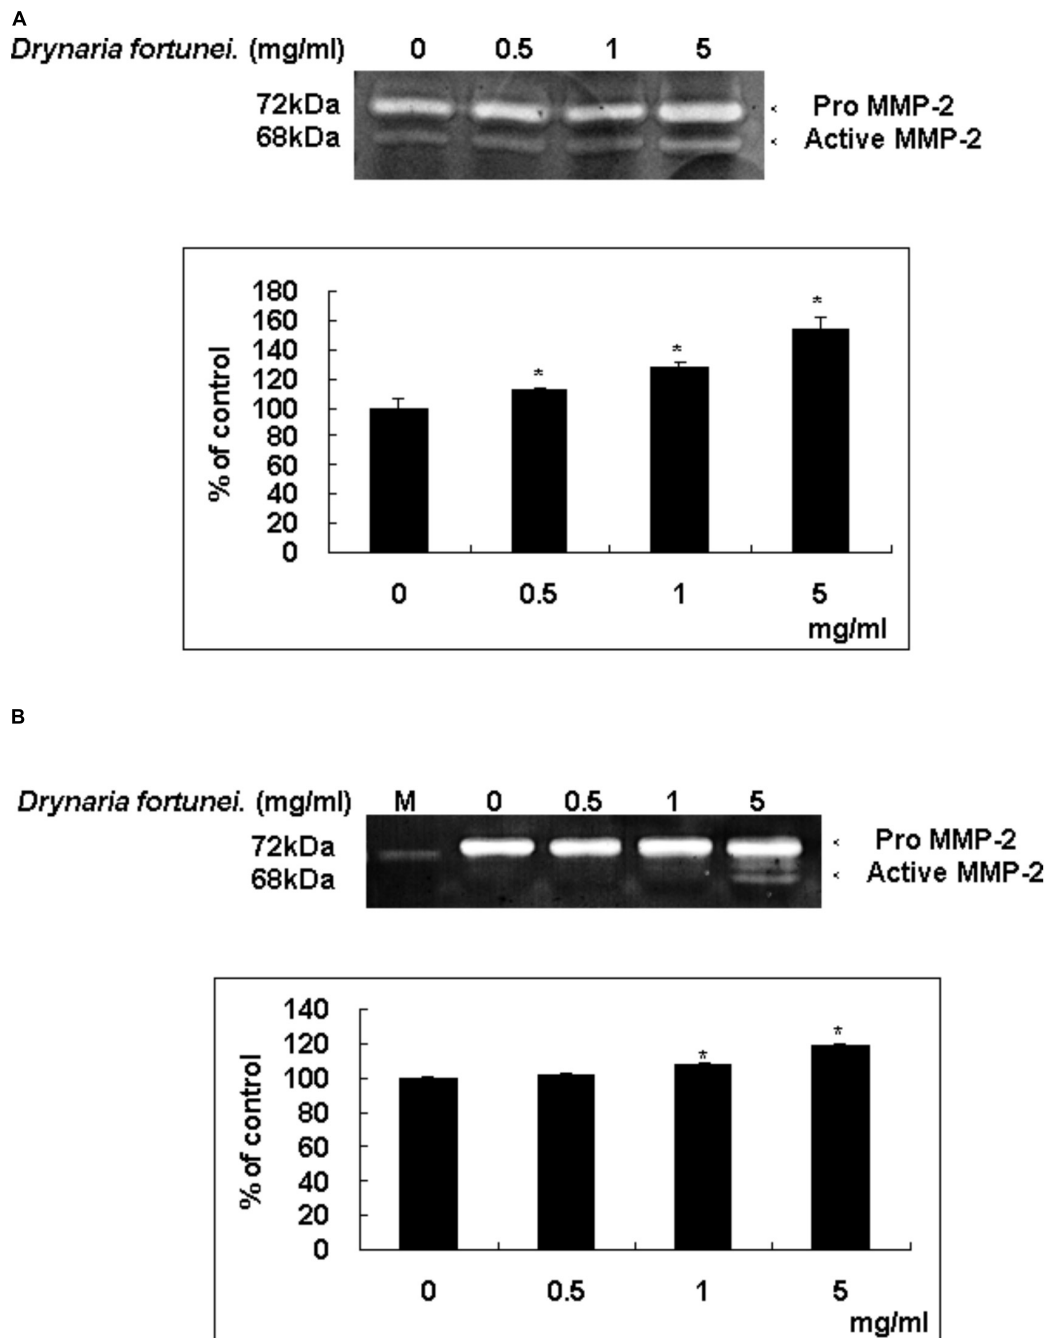 A
Drynaria fortunei. (mg/ml) 0 0.5 1 5
72kDa Pro MMP-2
68kDa Active MMP-2
180
160
140
120
100
80
60
40
20
0
% of control
* * *
0 0.5 1 5
mg/ml
B
Drynaria fortunei. (mg/ml) M 0 0.5 1 5
72kDa Pro MMP-2
68kDa Active MMP-2
140
120
100
80
60
40
20
0
% of control
* *
0 0.5 1 5
mg/ml